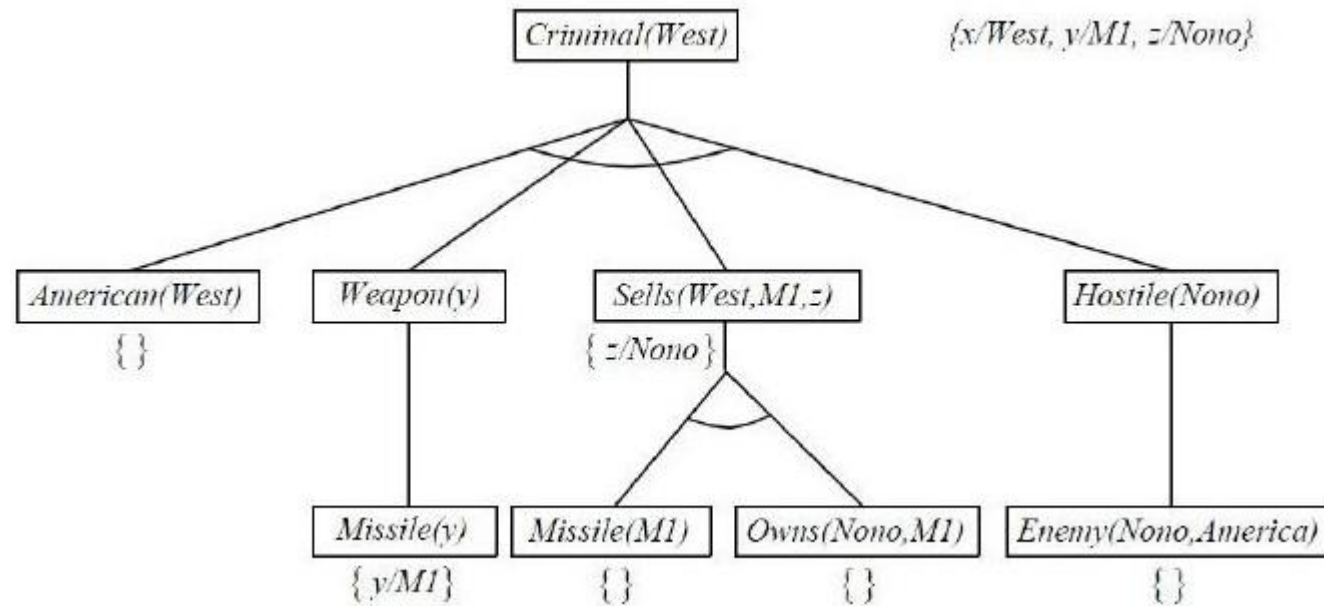 Criminal(West)
{x/West, y/M1, z/Nono}
American(West)
Weapon(y)
Sells(West,M1,z)
Hostile(Nono)
{ }
{ z/Nono }
Missile(y)
Missile(M1)
Owns(Nono,M1)
Enemy(Nono,America)
{ y/M1}
{ }
{ }
{ }